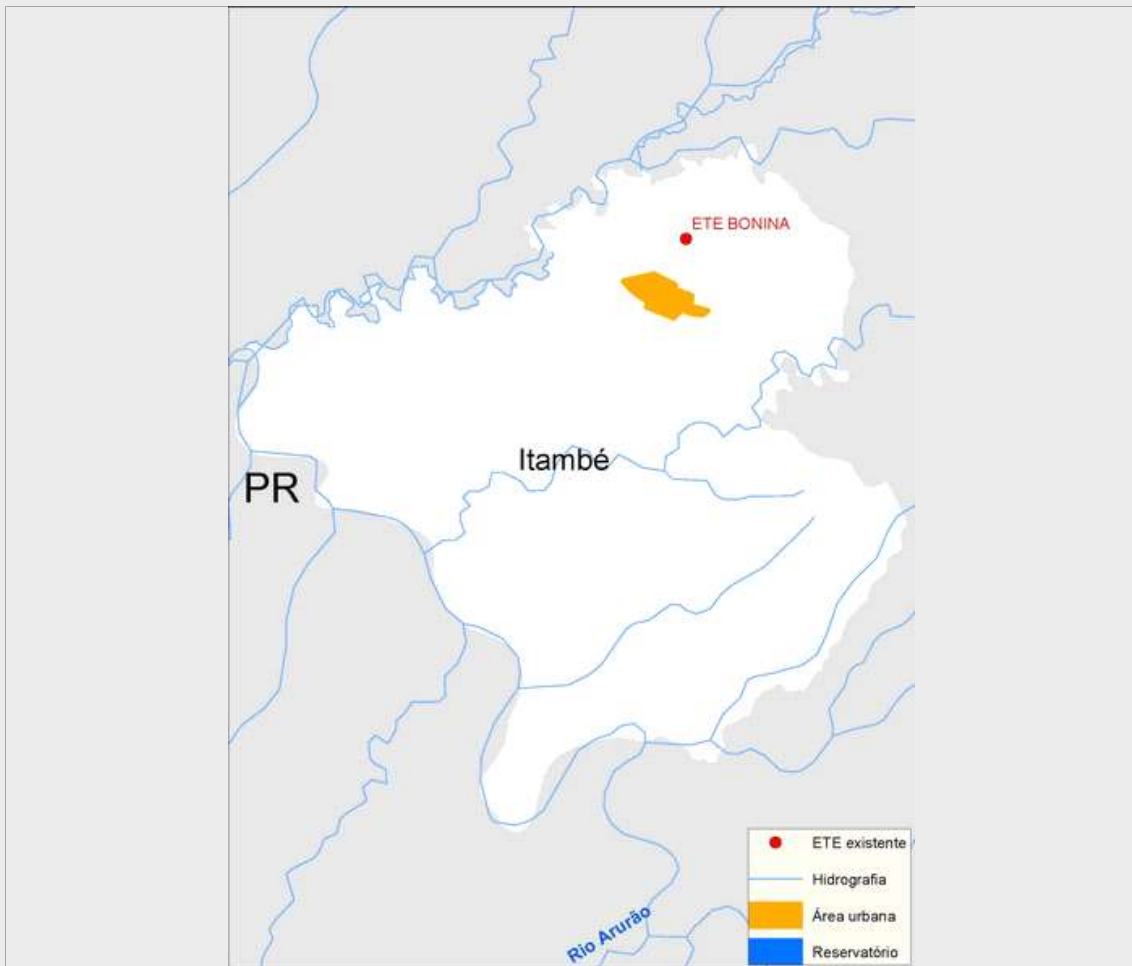 ETE BONINA
Itambé
PR
ETE existente
Hidrografia
Área urbana
Reservatório
Rio Arurão